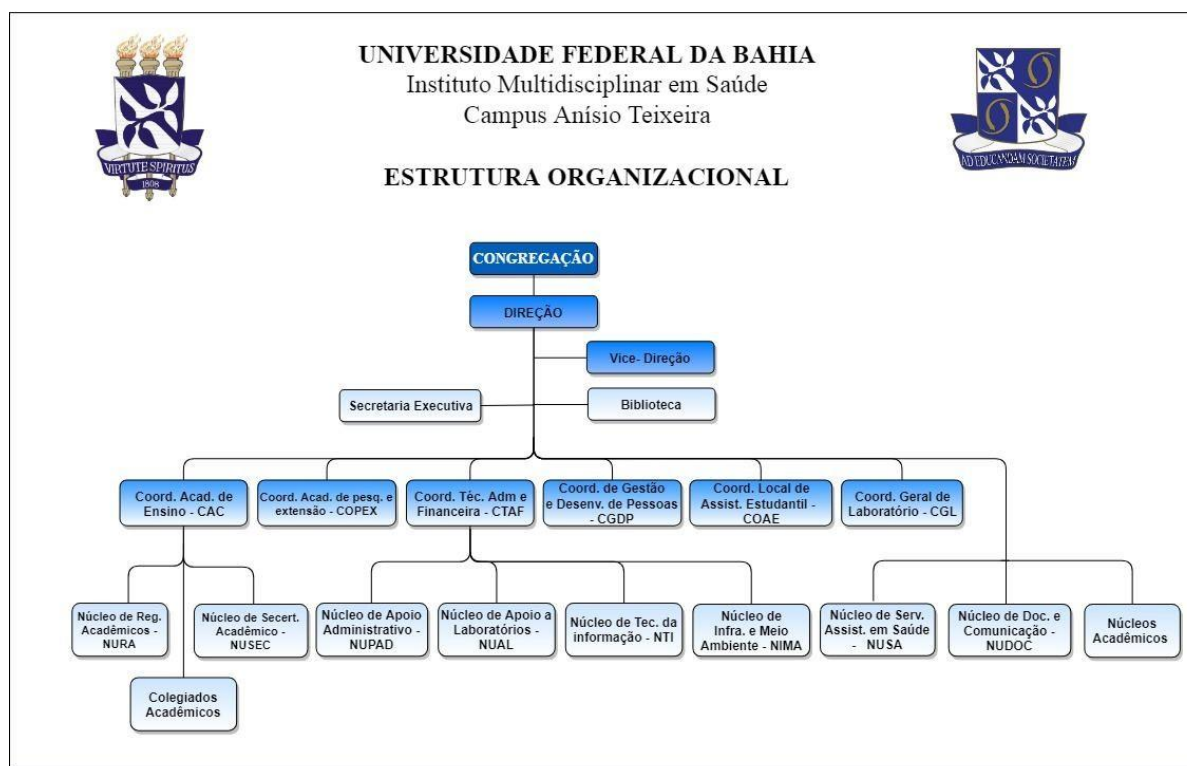 UNIVERSIDADE FEDERAL DA BAHIA
Instituto Multidisciplinar em Saúde
Campus Anísio Teixeira
ESTRUTURA ORGANIZACIONAL
VIRTUTE SPIRITUS
1808
AD EDUCANDAM SOCIETATEM
CONGREGAÇÃO
DIREÇÃO
Vice- Direção
Secretaria Executiva
Biblioteca
Coord. Acad. de
Ensino - CAC
Coord. Acad. de pesq. e
extensão - COPEX
Coord. Téc. Adm e
Financeira - CTAF
Coord. de Gestão
e Desenv. de Pessoas -
CGDP
Coord. Local de
Assist. Estudantil -
COAE
Coord. Geral de
Laboratório - CGL
Núcleo de Reg.
Acadêmicos -
NURA
Núcleo de Secert.
Acadêmico -
NUSEC
Núcleo de Apoio
Administrativo -
NUPAD
Núcleo de Apoio a
Laboratórios -
NUAL
Núcleo de Tec. da
informação - NTI
Núcleo de
Infra. e Meio
Ambiente - NIMA
Núcleo de Serv.
Assist. em Saúde
- NUSA
Núcleo de Doc. e
Comunicação -
NUDOC
Núcleos
Acadêmicos
Colegiados
Acadêmicos